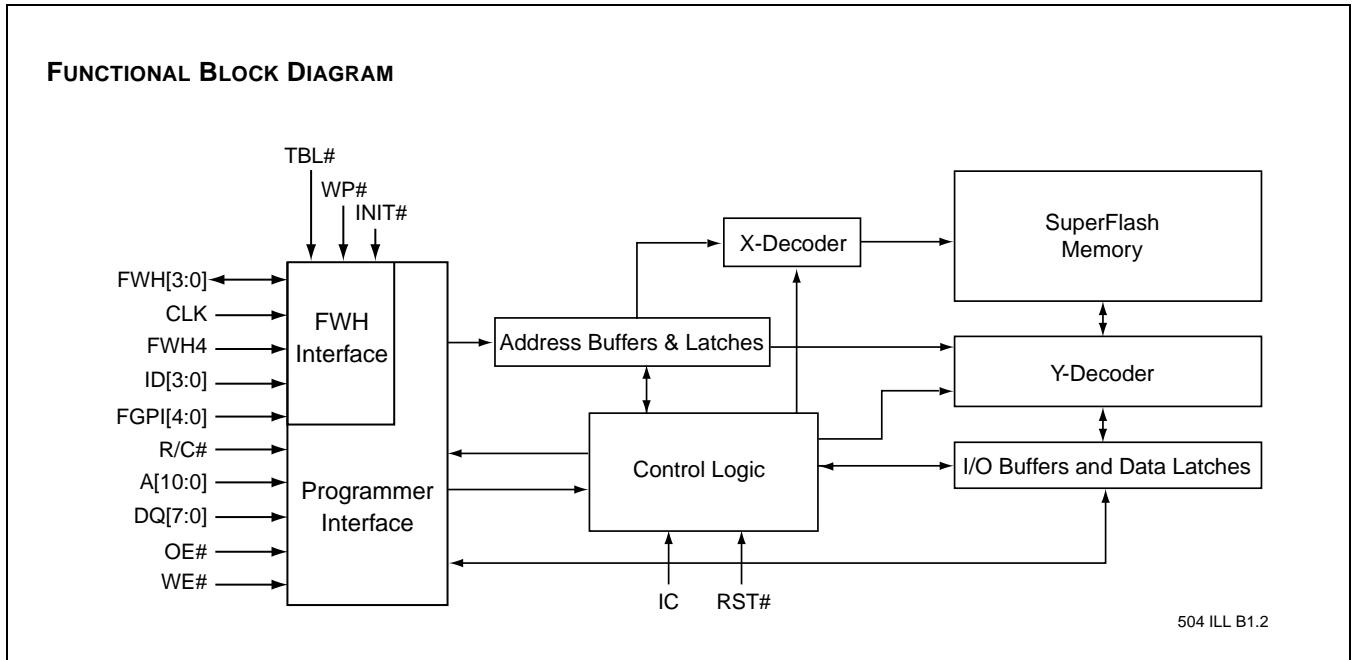 FUNCTIONAL BLOCK DIAGRAM
TBL#
WP#
INIT#
FWH[3:0]
CLK
FWH4
ID[3:0]
FGPI[4:0]
R/C#
A[10:0]
DQ[7:0]
OE#
WE#
FWH
Interface
Programmer
Interface
Address Buffers & Latches
X-Decoder
SuperFlash
Memory
Y-Decoder
Control Logic
I/O Buffers and Data Latches
IC
RST#
504 ILL B1.2